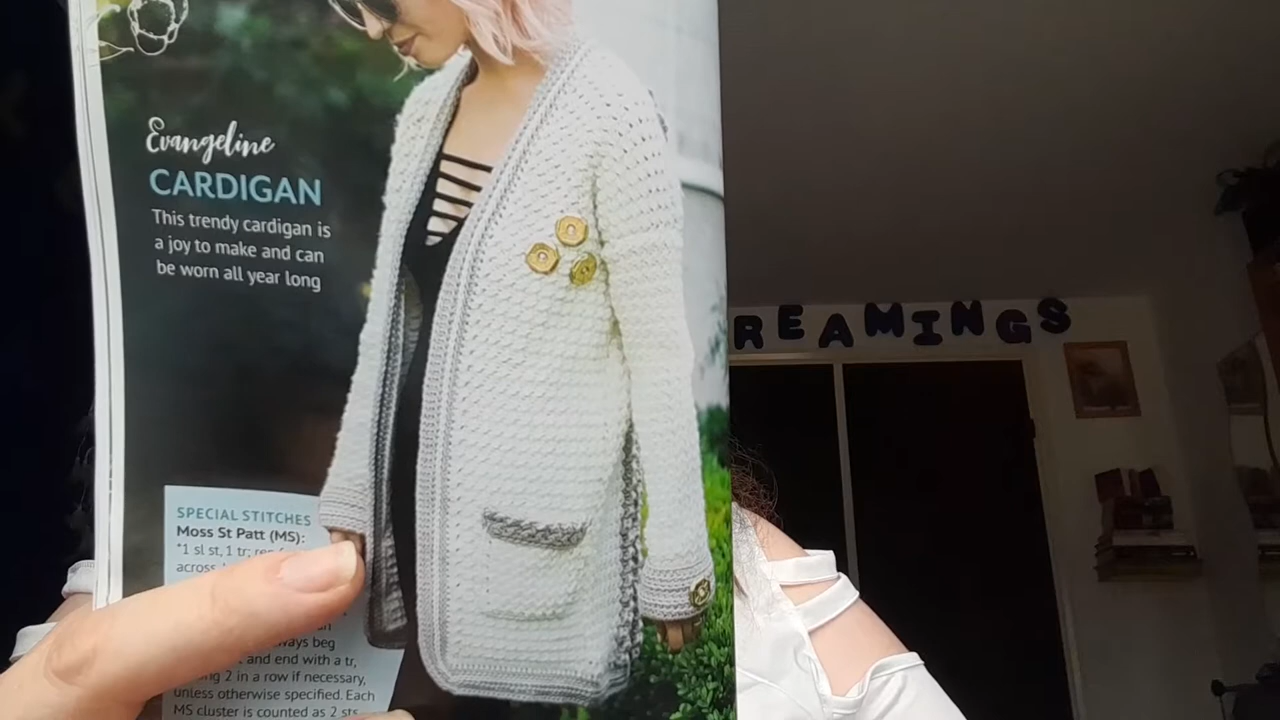 Evangeline
CARDIGAN
This trendy cardigan is
a joy to make and can
be worn all year long
SPECIAL STITCHES
Moss St Patt (MS):
*1 sl st, 1 tr;
across
beg
and end with a tr,
2 in a row if necessary,
unless otherwise specified. Each
MS cluster is counted as 2 sts
REAMINGS